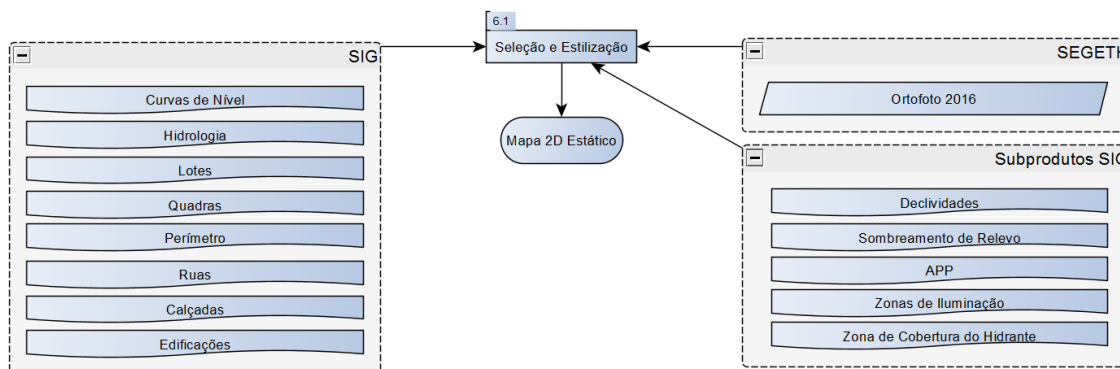 6.1
Seleção e Estilização
Mapa 2D Estático
SIG
Curvas de Nível
Hidrologia
Lotes
Quadras
Perímetro
Ruas
Calçadas
Edificações
SEGETH
Ortofoto 2016
Subprodutos SIG
Declividades
Sombreamento de Relevo
APP
Zonas de Iluminação
Zona de Cobertura do Hidrante